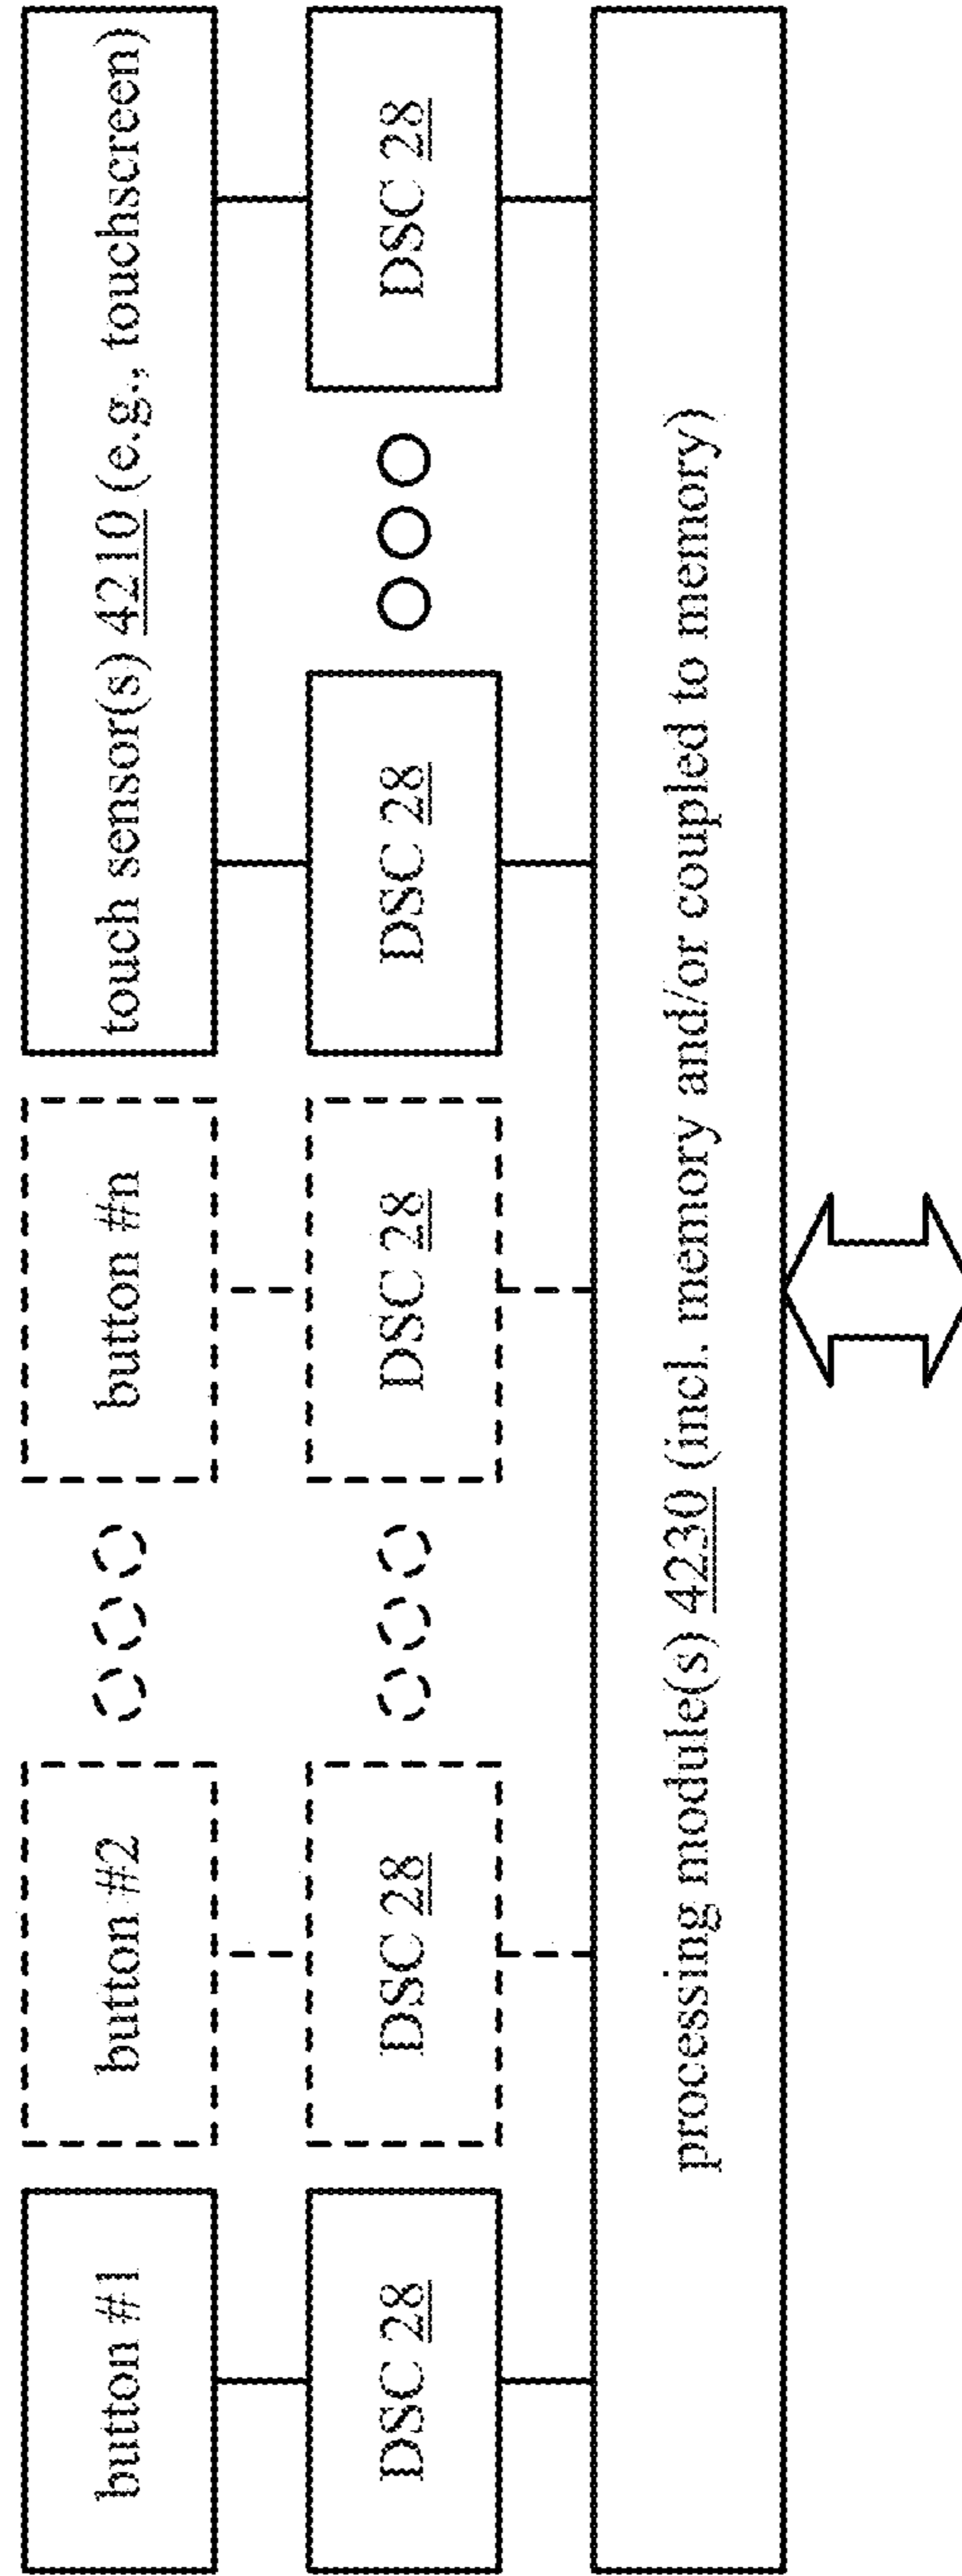 button #1
button #2
button #n
touch sensor(s) 4210 (e.g., touchscreen)
DSC 28
DSC 28
DSC 28
DSC 28
DSC 28
processing module(s) 4230 (incl. memory and/or coupled to memory)